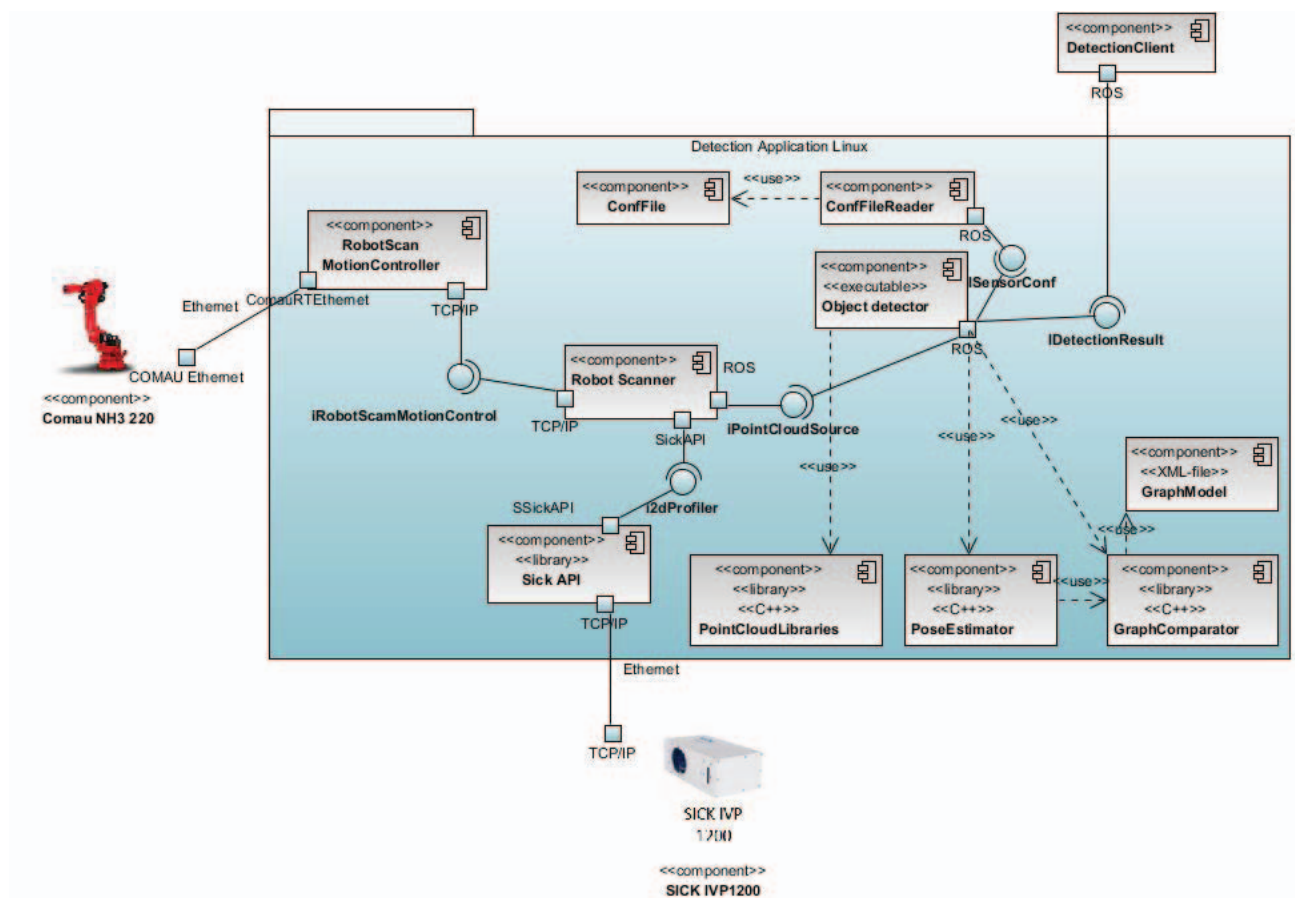 <<component>>
DetectionClient
ROS
Detection Application Linux
<<component>>
ConfFile
<<use>>
<<component>>
ConfFileReader
ROS
<<component>>
RobotScan
MotionController
Ethernet
ComauRTEthernet
TCP/IP
<<component>>
<<executable>>
Object detector
ISensorConf
ROS
IDetectionResult
COMAU Ethernet
<<component>>
Comau NH3 220
iRobotScamMotionControl
<<component>>
Robot Scanner
ROS
TCP/IP
SickAPI
iPointCloudSource
<<use>>
<<use>>
<<use>>
<<component>>
<<XML-file>>
GraphModel
<<use>>
SSickAPI
i2dProfiler
<<component>>
<<library>>
Sick API
TCP/IP
<<component>>
<<library>>
<<C++>>
PointCloudLibraries
<<component>>
<<library>>
<<C++>>
PoseEstimator
<<use>>
<<component>>
<<library>>
<<C++>>
GraphComparator
Ethernet
TCP/IP
SICK IVP
1200
<<component>>
SICK IVP1200